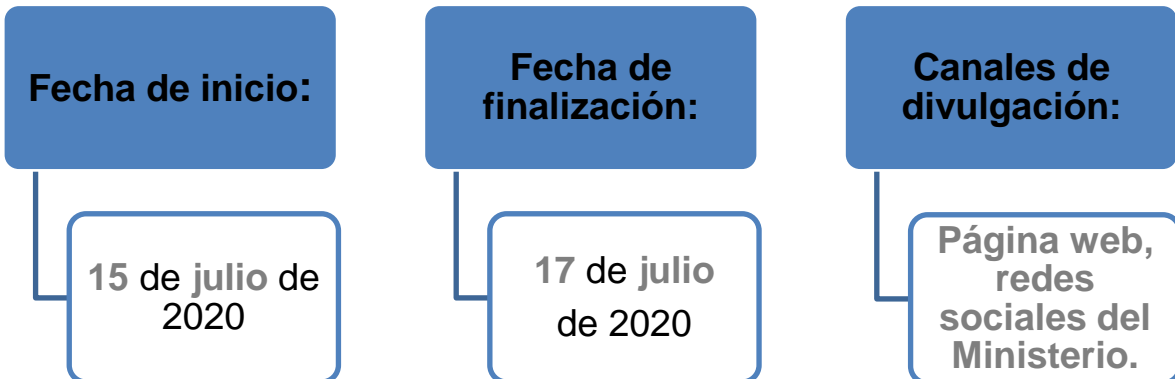 Fecha de inicio:
15 de julio de
2020
Fecha de
finalización:
17 de julio
de 2020
Canales de
divulgación:
Página web,
redes
sociales del
Ministerio.